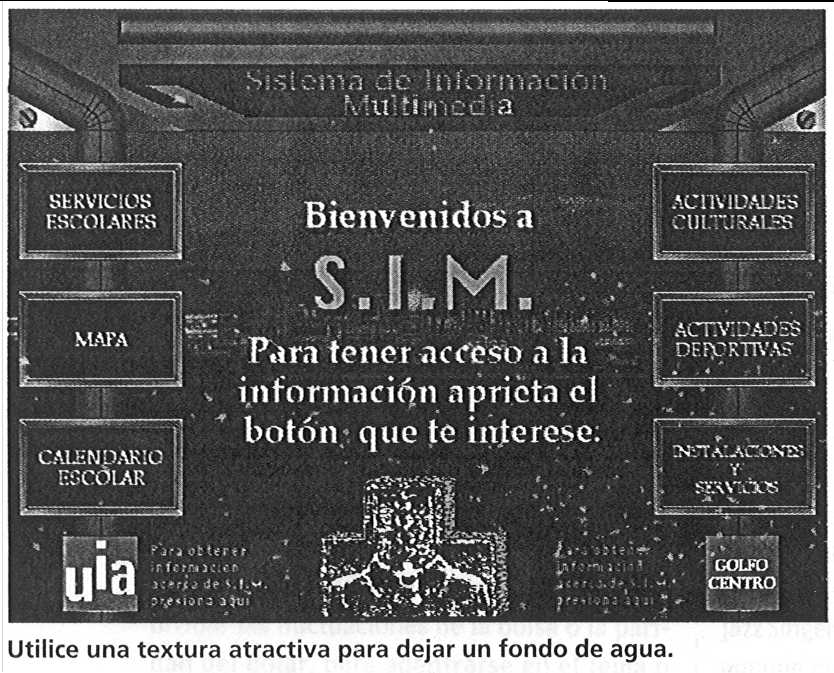 Sistema de Información
Multimedia
SERVICIOS
ESCOLARES
MAPA
CALENDARIO
ESCOLAR
Bienvenidos a
S.I.M.
Para tener acceso a la
información aprieta el
botón que te interese.
ACTIVIDADES
CULTURALES
ACTIVIDADES
DEPORTIVAS
INSTALACIONES
Y
SERVICIOS
uia
Para obtener
información
acerca de S.I.M.
presiona aquí
Para obtener
información
acerca de S.I.M.
presiona aquí
GOLFO
CENTRO
Utilice una textura atractiva para dejar un fondo de agua.